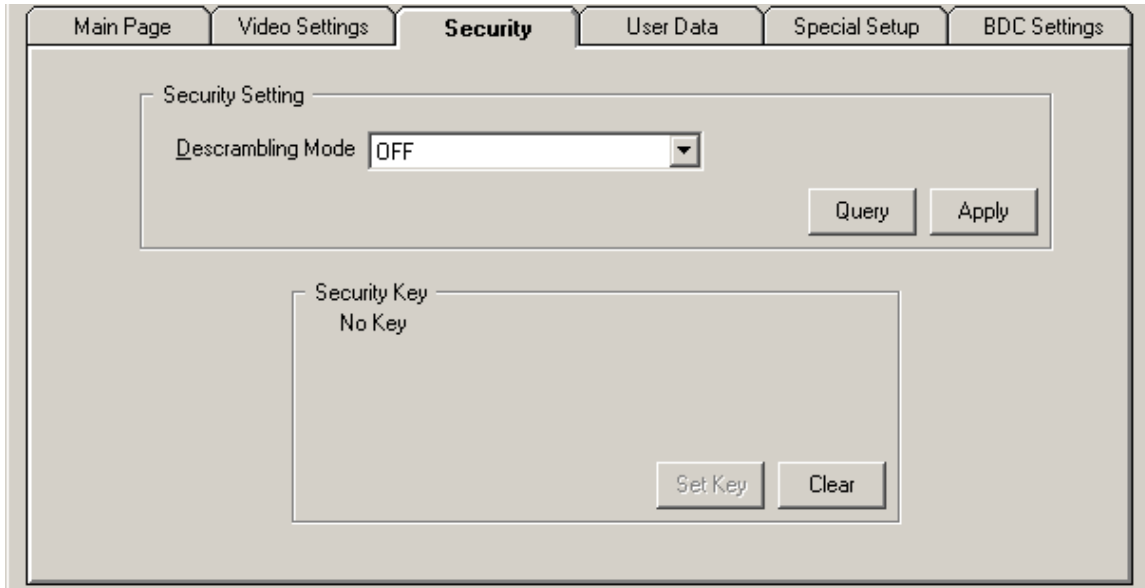 Main Page Video Settings Security User Data Special Setup BDC Settings
Security Setting
Descrambling Mode OFF
Query Apply
Security Key
No Key
Set Key Clear